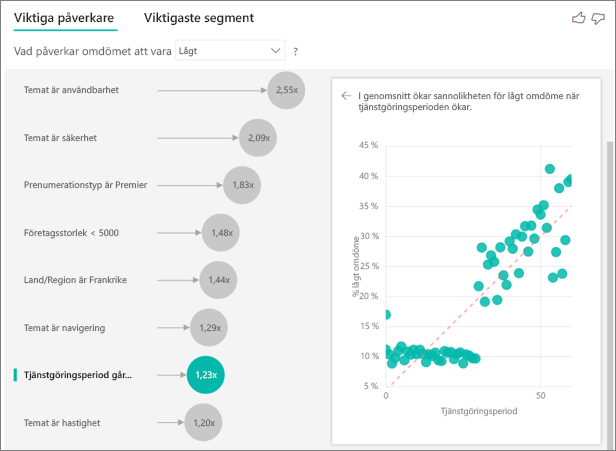 Viktiga påverkare
Viktigaste segment
Vad påverkar omdömet att vara Lågt ?
Temat är användbarhet 2,55x
Temat är säkerhet 2,09x
Prenumerationstyp är Premier 1,83x
Företagsstorlek < 5000 1,48x
Land/Region är Frankrike 1,44x
Temat är navigering 1,29x
Tjänstgöringsperiod går... 1,23x
Temat är hastighet 1,20x
I genomsnitt ökar sannolikheten för lågt omdöme när
tjänstgöringsperioden ökar.
45 %
40 %
35 %
30 %
25 %
20 %
15 %
10 %
5 %
% lågt omdöme
0
50
Tjänstgöringsperiod